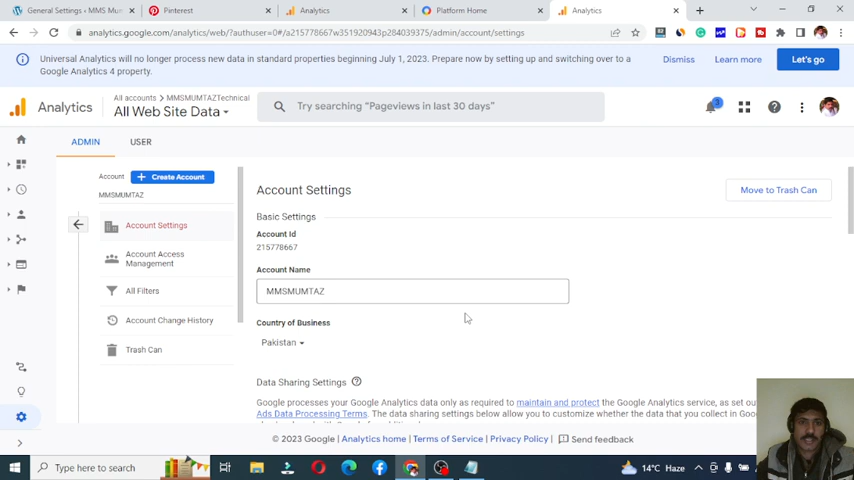 General Settings ‹ MMS Mum
Pinterest
Analytics
Platform Home
Analytics
analytics.google.com/analytics/web/?authuser=0#/a215778667w351920943p284039375/admin/account/settings
Universal Analytics will no longer process new data in standard properties beginning July 1, 2023. Prepare now by setting up and switching over to a
Google Analytics 4 property.
Dismiss
Learn more
Let's go
Analytics
All accounts > MMSMUMTAZTechnical
All Web Site Data
Try searching "Pageviews in last 30 days"
3
ADMIN
USER
Account
+ Create Account
MMSMUMTAZ
Account Settings
Account Access
Management
All Filters
Account Change History
Trash Can
Account Settings
Move to Trash Can
Basic Settings
Account Id
215778667
Account Name
MMSMUMTAZ
Country of Business
Pakistan
Data Sharing Settings
Google processes your Google Analytics data only as required to maintain and protect the Google Analytics service, as set out
Ads Data Processing Terms. The data sharing settings below allow you to customize whether the data that you collect in Goog
© 2023 Google | Analytics home | Terms of Service | Privacy Policy | Send feedback
Type here to search
14°C Haze